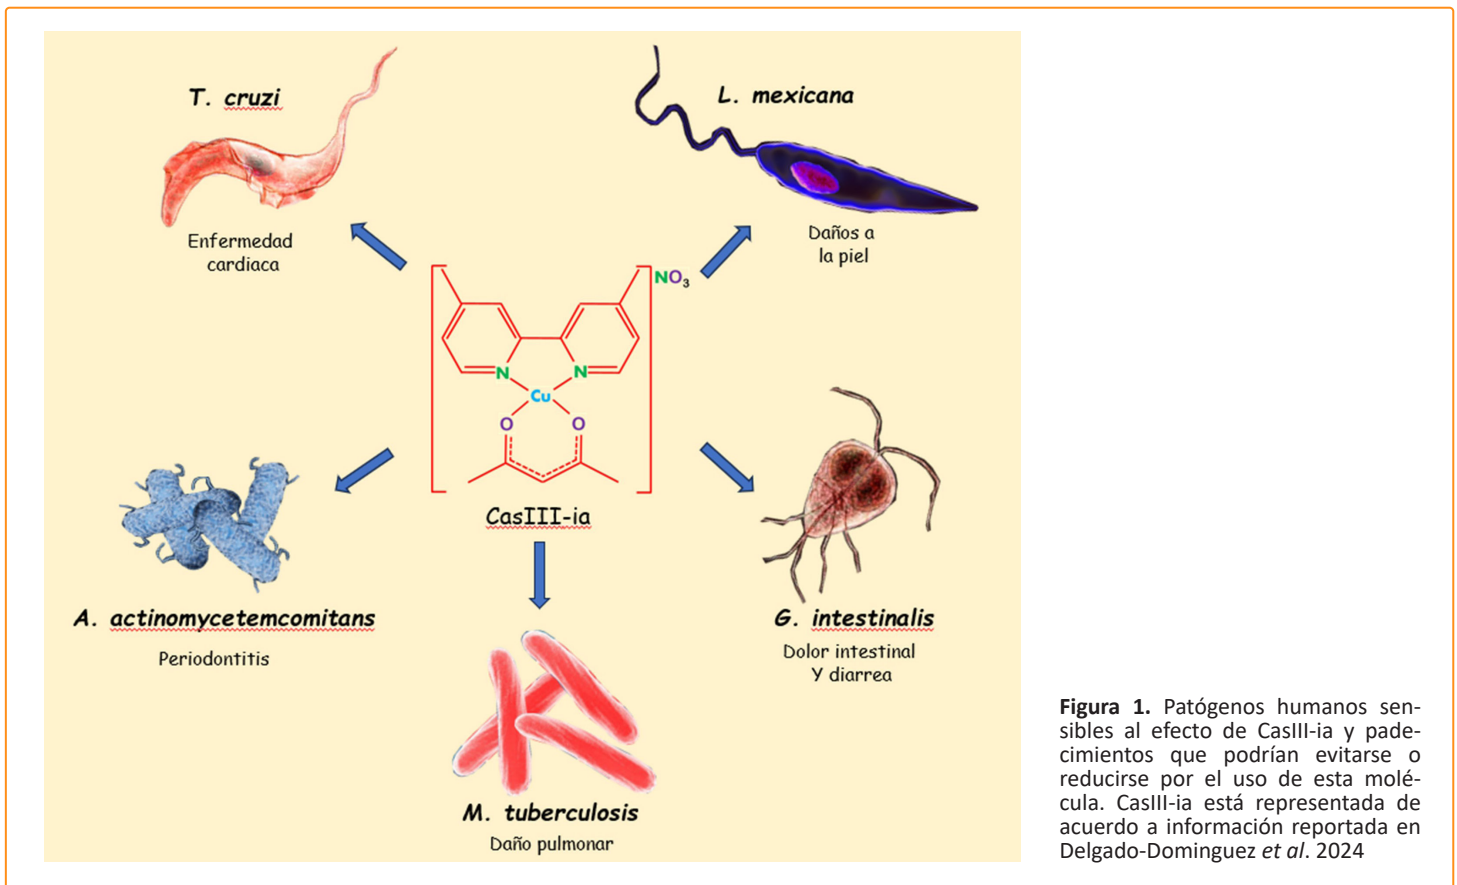 T. cruzi
Enfermedad
cardiaca
L. mexicana
Daños a
la piel
NO₃
N
N
Cu
O
O
CasIII-ia
A. actinomycetemcomitans
Periodontitis
G. intestinalis
Dolor intestinal
Y diarrea
M. tuberculosis
Daño pulmonar
Figura 1. Patógenos humanos sen-
sibles al efecto de CasIII-ia y pade-
cimientos que podrían evitarse o
reducirse por el uso de esta molé-
cula. CasIII-ia está representada de
acuerdo a información reportada en
Delgado-Dominguez et al. 2024